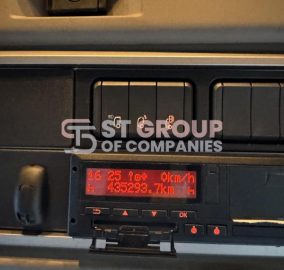 ST GROUP
OF COMPANIES
16 25 0km/h
h 435293.7km h
OK